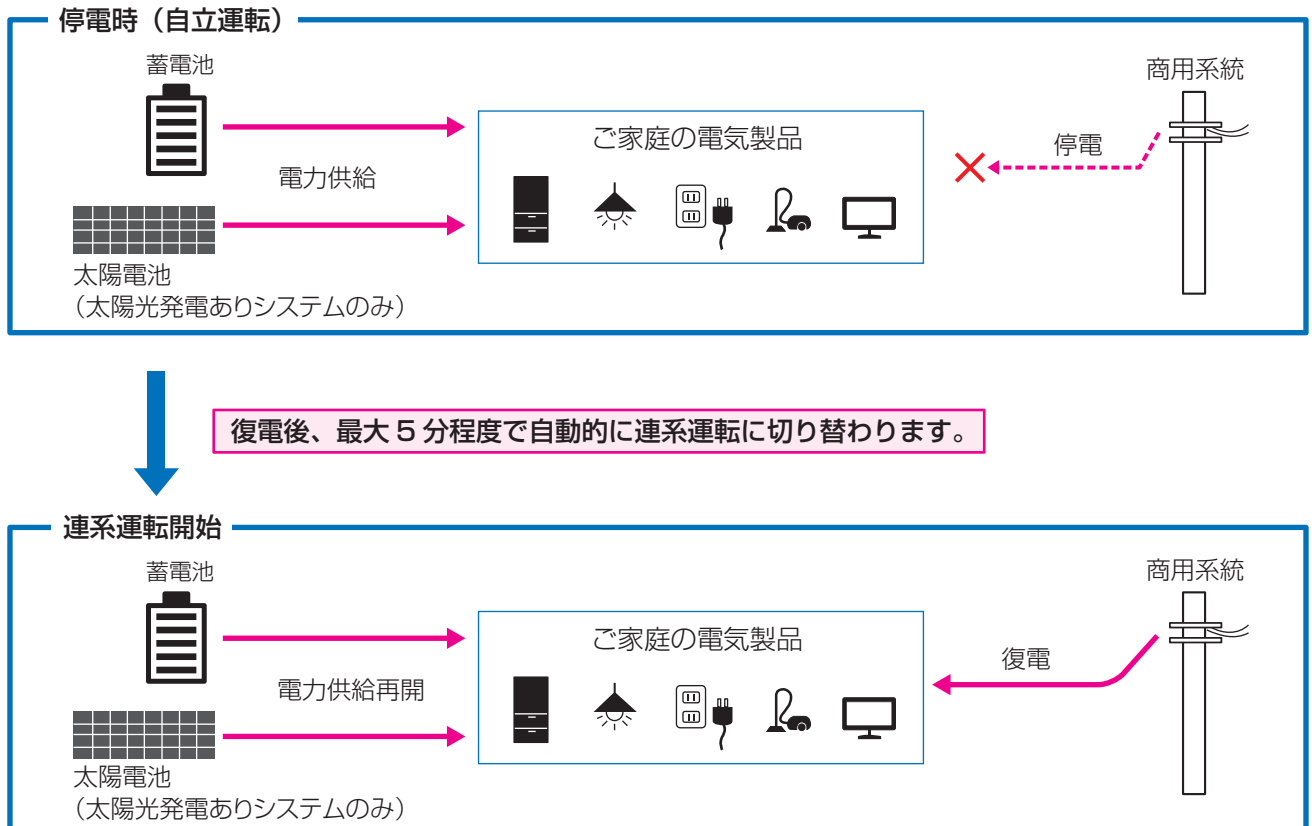 停電時（自立運転）
蓄電池
商用系統
ご家庭の電気製品
停電
電力供給
太陽電池
（太陽光発電ありシステムのみ）
復電後、最大5分程度で自動的に連系運転に切り替わります。
連系運転開始
蓄電池
商用系統
ご家庭の電気製品
復電
電力供給再開
太陽電池
（太陽光発電ありシステムのみ）